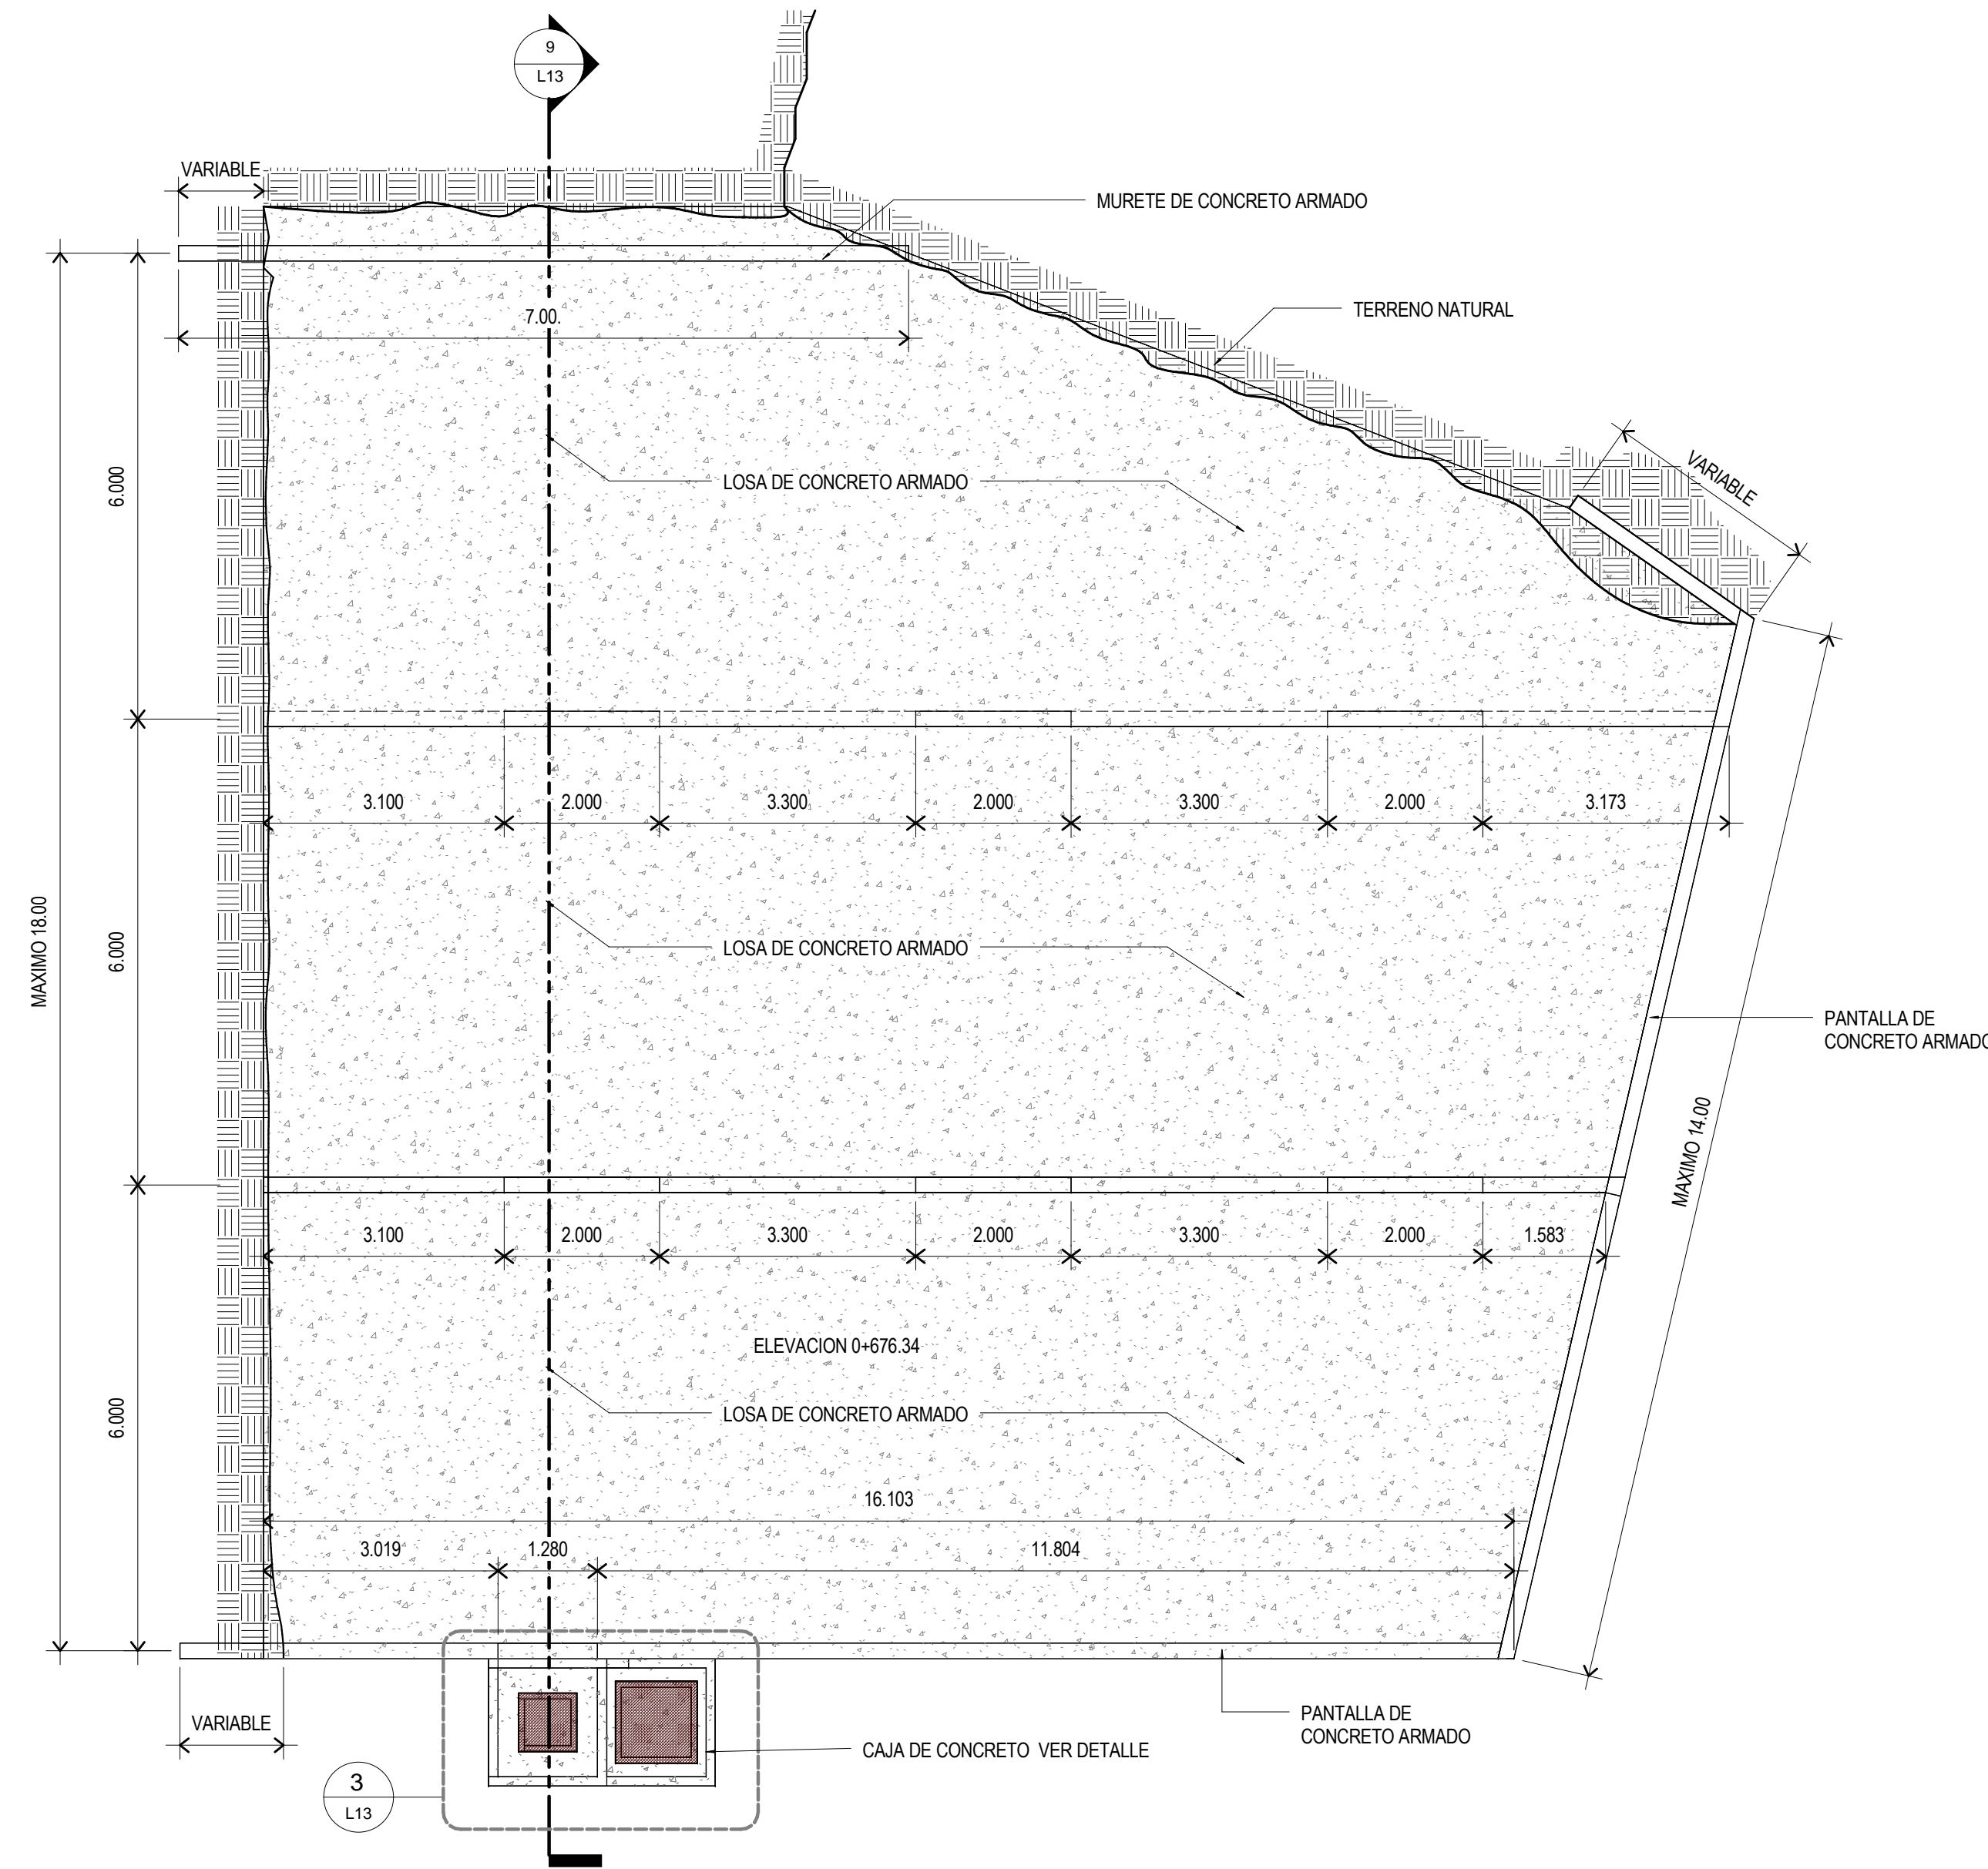 9
L13
VARIABLE
MURETE DE CONCRETO ARMADO
7.00.
TERRENO NATURAL
VARIABLE
6.000
LOSA DE CONCRETO ARMADO
3.100
2.000
3.300
2.000
3.300
2.000
3.173
MAXIMO 18.00
6.000
LOSA DE CONCRETO ARMADO
PANTALLA DE
CONCRETO ARMADO
MAXIMO 14.00
3.100
2.000
3.300
2.000
3.300
2.000
1.583
ELEVACION 0+676.34
6.000
LOSA DE CONCRETO ARMADO
16.103
3.019
1.280
11.804
VARIABLE
PANTALLA DE
CONCRETO ARMADO
CAJA DE CONCRETO VER DETALLE
3
L13